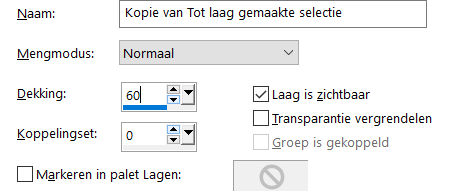 Naam: Kopie van Tot laag gemaakte selectie
Mengmodus: Normaal
Dekking: 60 Laag is zichtbaar
Transparantie vergrendelen
Koppelingset: 0 Groep is gekoppeld
Markeren in palet Lagen: